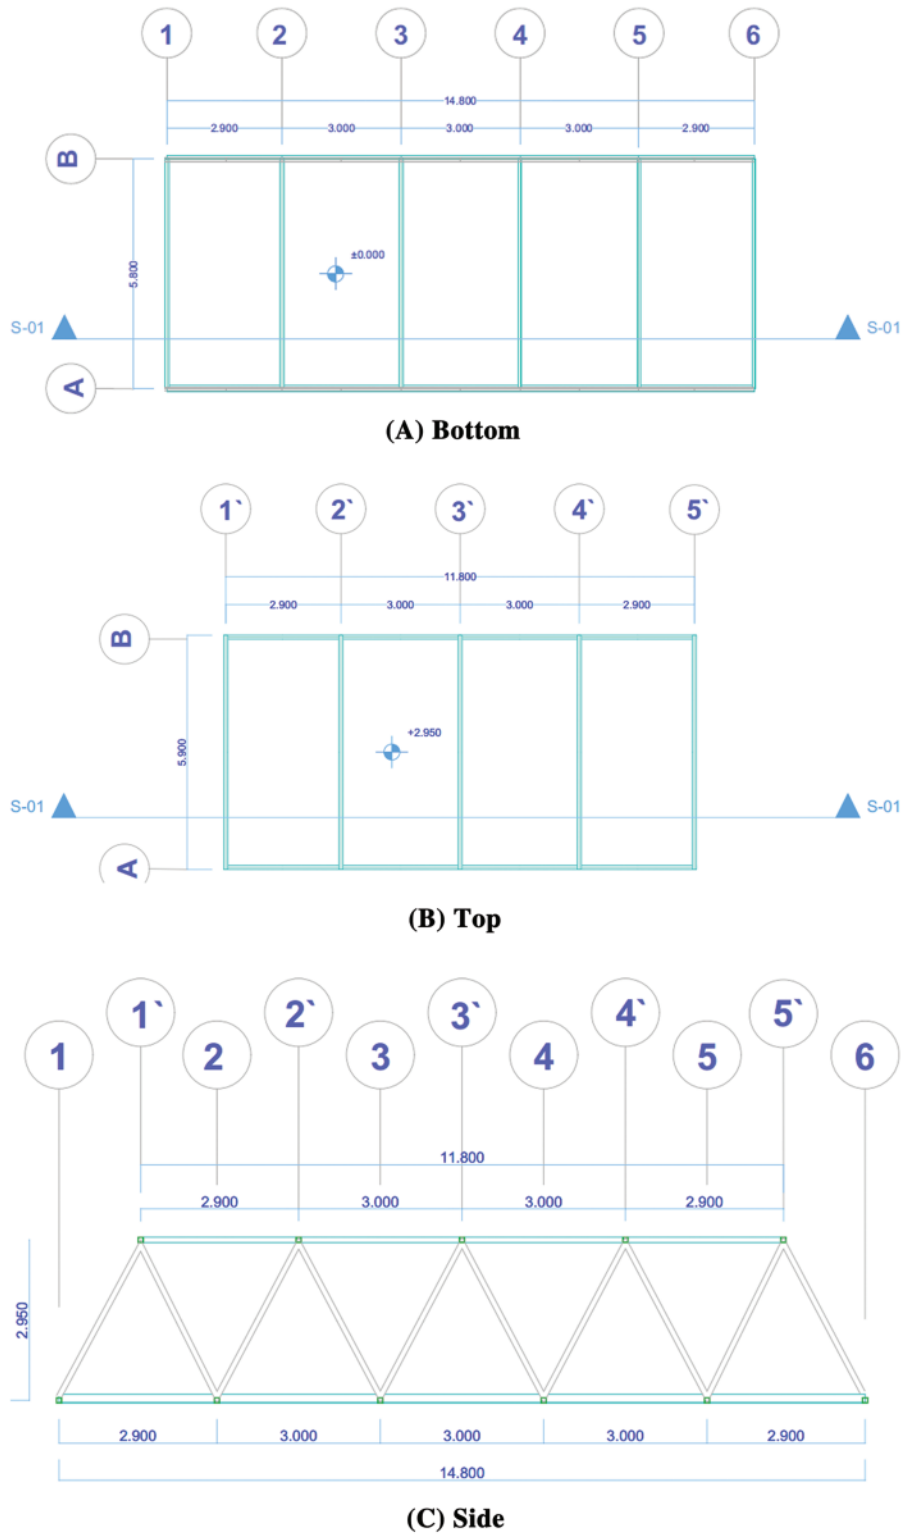 1 2 3 4 5 6
14.800
2.900 3.000 3.000 3.000 2.900
B
±0.000
5.800
S-01 S-01
A
(A) Bottom
1` 2` 3` 4` 5`
11.800
2.900 3.000 3.000 2.900
B
+2.950
5.900
S-01 S-01
A
(B) Top
1` 2` 3` 4` 5`
1 2 3 4 5 6
11.800
2.900 3.000 3.000 2.900
2.950
2.900 3.000 3.000 3.000 2.900
14.800
(C) Side